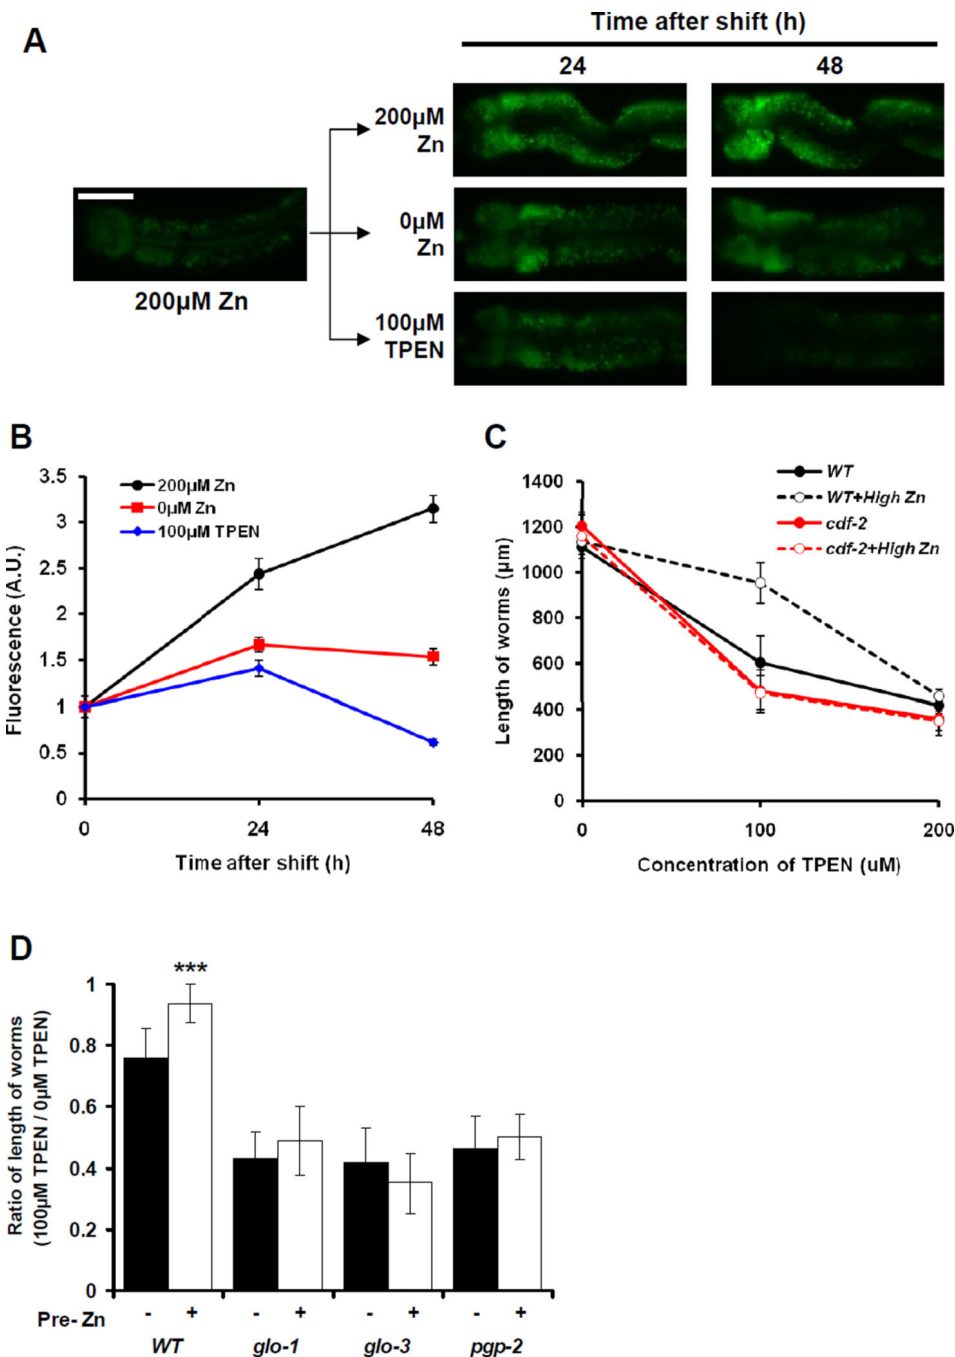 A
Time after shift (h)
24
48
200μM
Zn
0μM
Zn
100μM
TPEN
200μM Zn
B
3.5
3
2.5
2
1.5
1
0.5
0
0
24
48
Fluorescence (A.U.)
Time after shift (h)
200μM Zn
0μM Zn
100μM TPEN
C
1400
1200
1000
800
600
400
200
0
0
100
200
Length of worms (μm)
Concentration of TPEN (uM)
WT
WT+High Zn
cdf-2
cdf-2+High Zn
D
Ratio of length of worms
(100μM TPEN / 0μM TPEN)
1
0.8
0.6
0.4
0.2
0
***
Pre- Zn - + - + - + - +
WT glo-1 glo-3 pgp-2